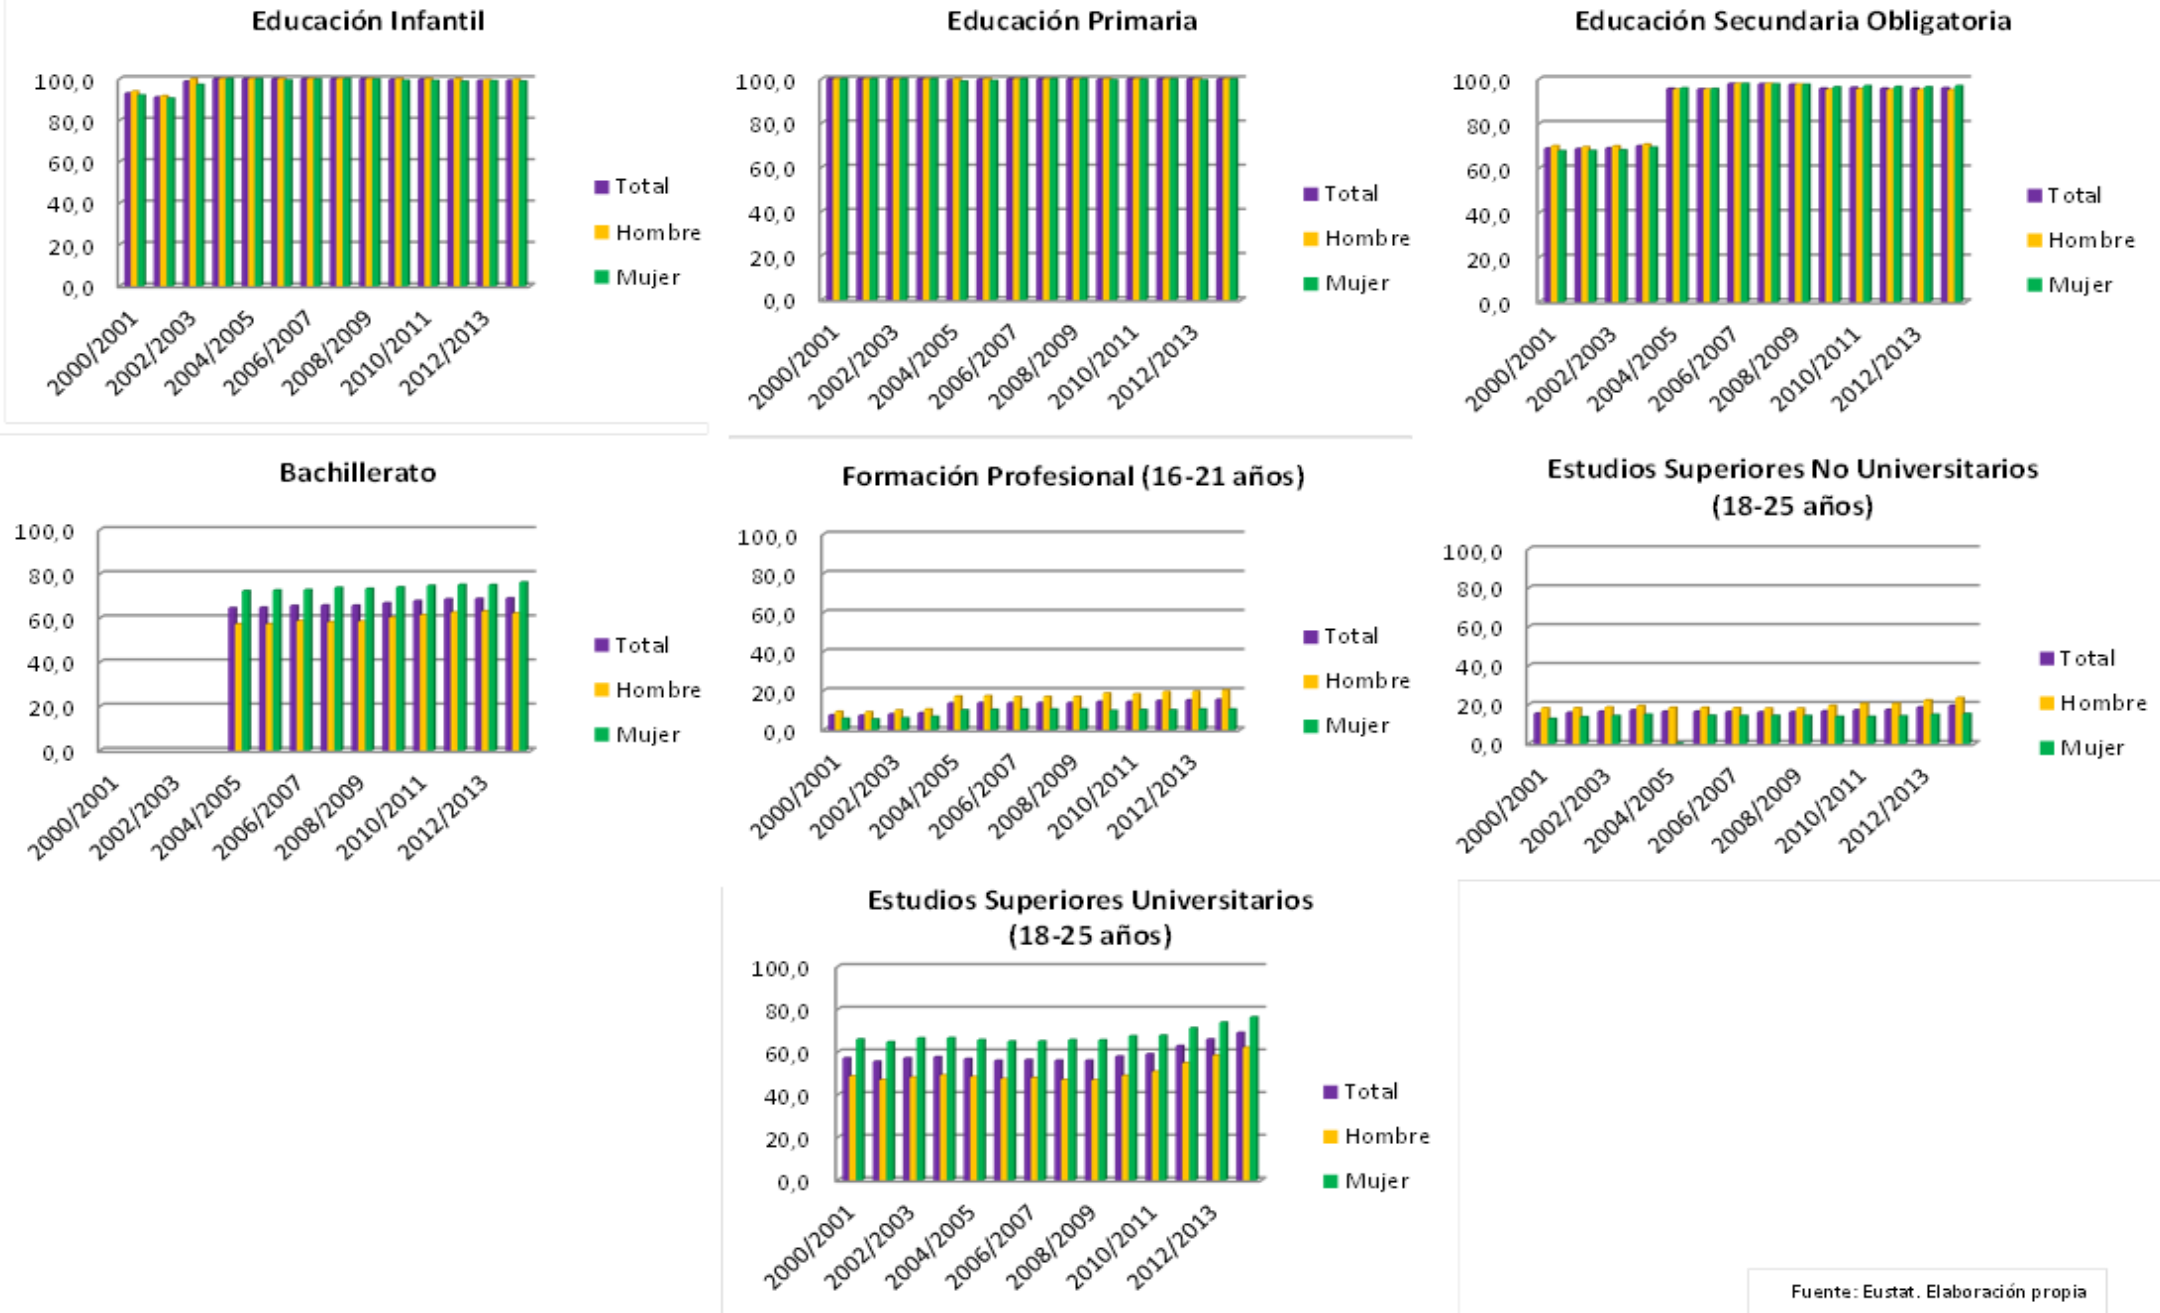 Educación Infantil
100,0
80,0
60,0
40,0
20,0
0,0
2000/2001
2002/2003
2004/2005
2006/2007
2008/2009
2010/2011
2012/2013
Total
Hombre
Mujer
Educación Primaria
100,0
80,0
60,0
40,0
20,0
0,0
2000/2001
2002/2003
2004/2005
2006/2007
2008/2009
2010/2011
2012/2013
Total
Hombre
Mujer
Educación Secundaria Obligatoria
100,0
80,0
60,0
40,0
20,0
0,0
2000/2001
2002/2003
2004/2005
2006/2007
2008/2009
2010/2011
2012/2013
Total
Hombre
Mujer
Bachillerato
100,0
80,0
60,0
40,0
20,0
0,0
2000/2001
2002/2003
2004/2005
2006/2007
2008/2009
2010/2011
2012/2013
Total
Hombre
Mujer
Formación Profesional (16-21 años)
100,0
80,0
60,0
40,0
20,0
0,0
2000/2001
2002/2003
2004/2005
2006/2007
2008/2009
2010/2011
2012/2013
Total
Hombre
Mujer
Estudios Superiores No Universitarios
(18-25 años)
100,0
80,0
60,0
40,0
20,0
0,0
2000/2001
2002/2003
2004/2005
2006/2007
2008/2009
2010/2011
2012/2013
Total
Hombre
Mujer
Estudios Superiores Universitarios
(18-25 años)
100,0
80,0
60,0
40,0
20,0
0,0
2000/2001
2002/2003
2004/2005
2006/2007
2008/2009
2010/2011
2012/2013
Total
Hombre
Mujer
Fuente: Eustat. Elaboración propia